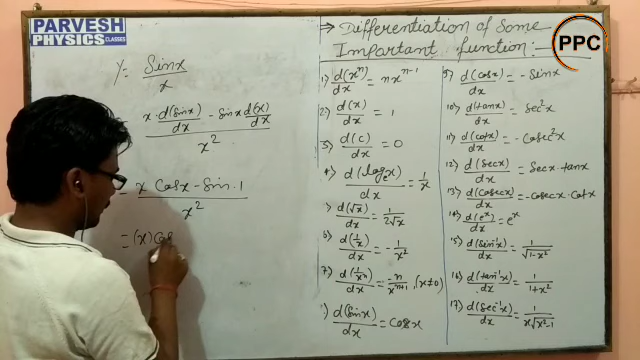 PARVESH
PHYSICS CLASSES
y = Sinx / x
x · d(sinx)/dx − sinx d(x)/dx / x²
= x Cosx − Sin · 1 / x²
= (x) Cos
⇒ Differentiation of Some
Important function :-
PPC
1) d(xⁿ)/dx = nxⁿ⁻¹
2) d(x)/dx = 1
3) d(c)/dx = 0
4) d(logₑx)/dx = 1/x
) d(√x)/dx = 1/2√x
6) d(1/x)/dx = −1/x²
7) d(1/xⁿ)/dx = n/xⁿ⁺¹, (x≠0)
) d(Sinx)/dx = Cosx
9) d(cosx)/dx = −Sinx
10) d(tanx)/dx = Sec²x
11) d(cotx)/dx = −Cosec²x
12) d(Secx)/dx = Secx·tanx
13) d(Cosecx)/dx = −Cosecx·Cotx
14) d(eˣ)/dx = eˣ
15) d(Sin⁻¹x)/dx = 1/√1−x²
16) d(tan⁻¹x)/dx = 1/1+x²
17) d(Sec⁻¹x)/dx = 1/x√x²−1